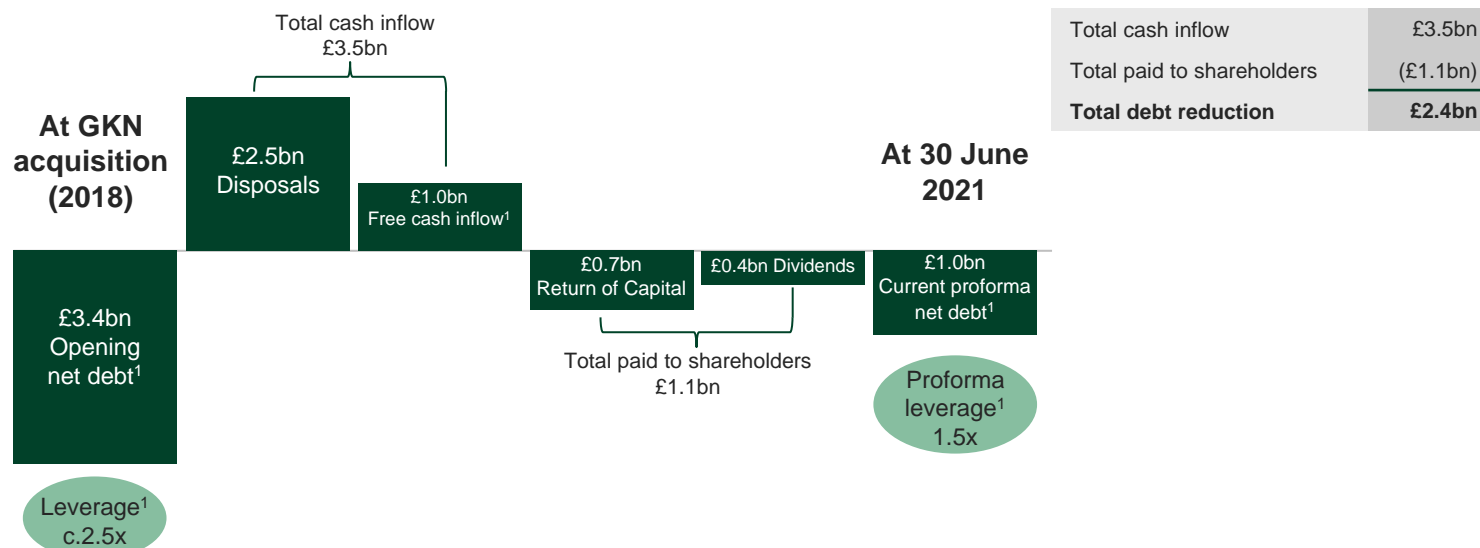 Total cash inflow
£3.5bn
Total cash inflow £3.5bn
Total paid to shareholders (£1.1bn)
Total debt reduction £2.4bn
At GKN
acquisition
(2018)
£2.5bn
Disposals
£1.0bn
Free cash inflow¹
At 30 June
2021
£3.4bn
Opening
net debt¹
£0.7bn
Return of Capital
£0.4bn Dividends
£1.0bn
Current proforma
net debt¹
Total paid to shareholders
£1.1bn
Proforma
leverage¹
1.5x
Leverage¹
c.2.5x